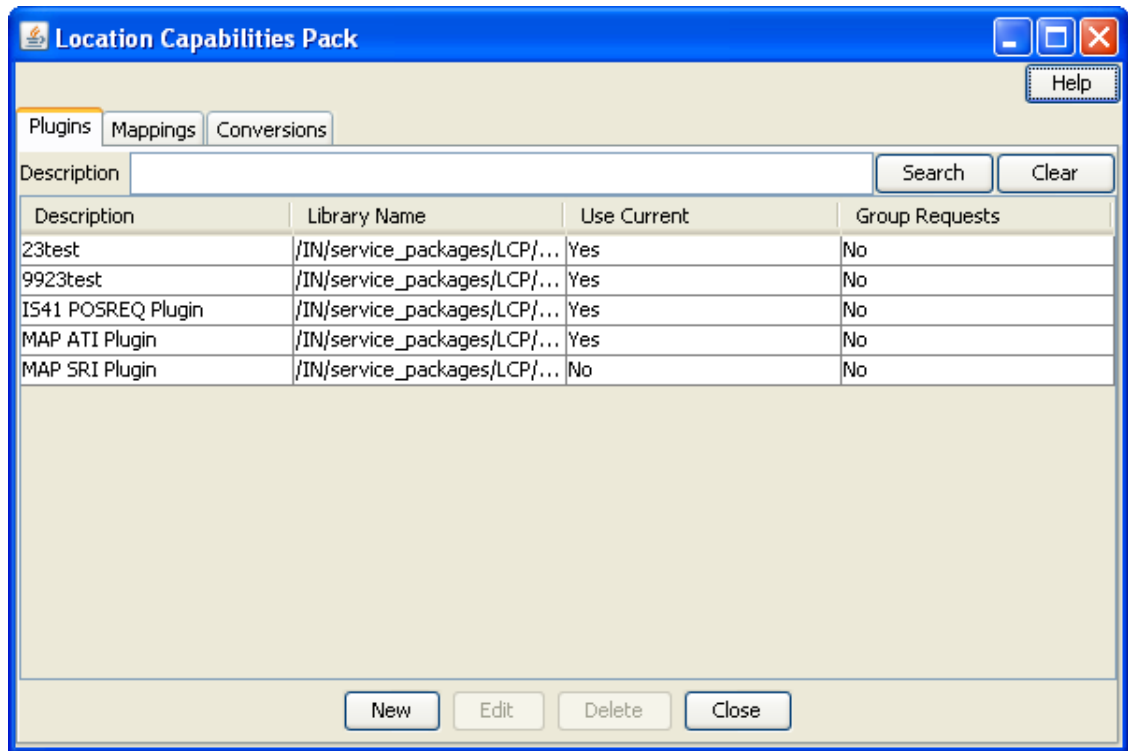 Location Capabilities Pack
Help
Plugins Mappings Conversions
Description Search Clear
Description Library Name Use Current Group Requests
23test /IN/service_packages/LCP/... Yes No
9923test /IN/service_packages/LCP/... Yes No
IS41 POSREQ Plugin /IN/service_packages/LCP/... Yes No
MAP ATI Plugin /IN/service_packages/LCP/... Yes No
MAP SRI Plugin /IN/service_packages/LCP/... No No
New Edit Delete Close